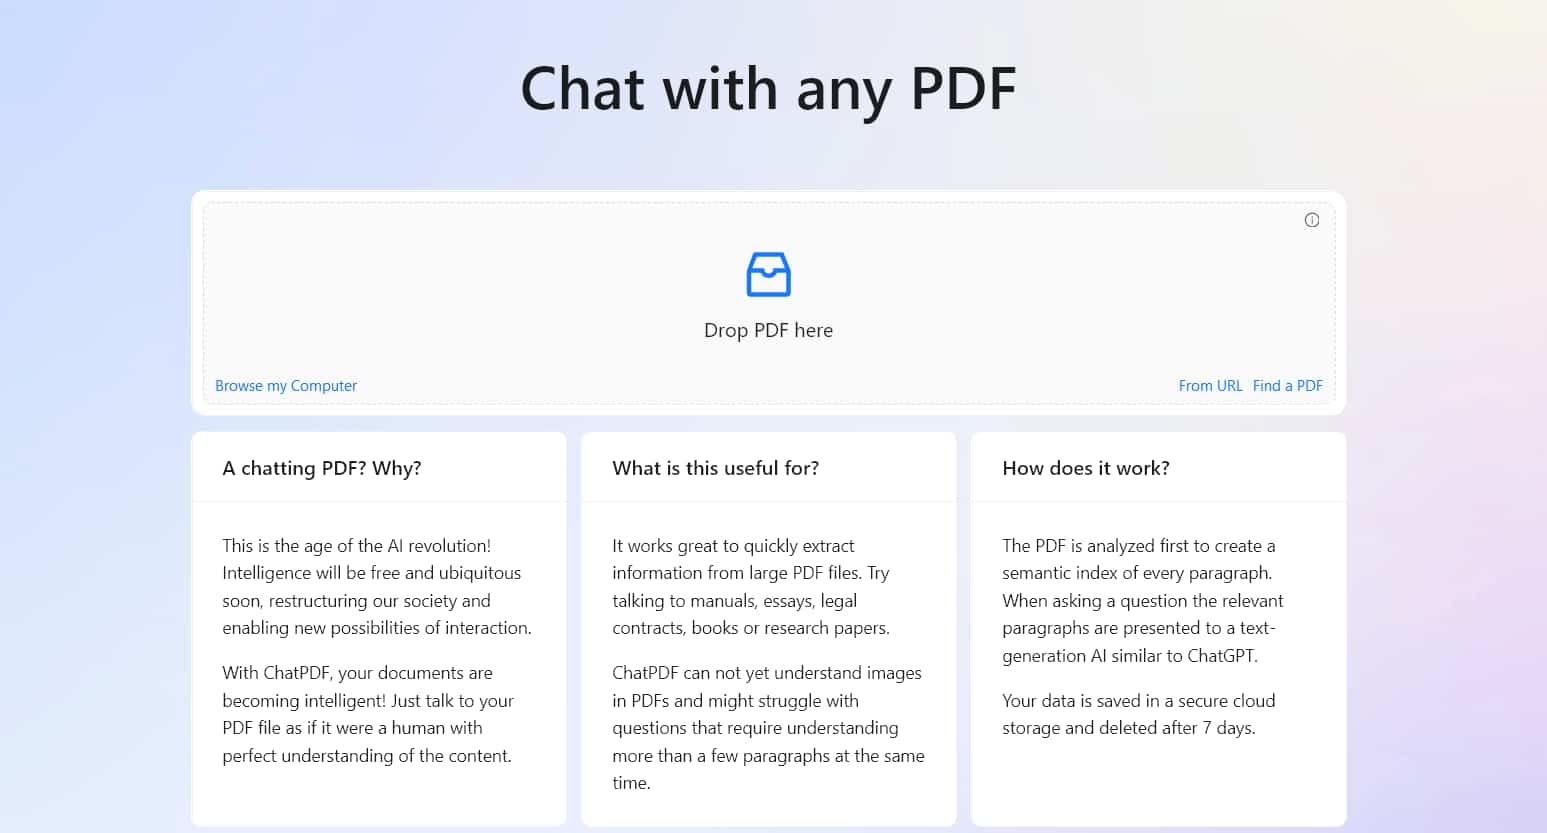 Chat with any PDF
Drop PDF here
Browse my Computer
From URL Find a PDF
A chatting PDF? Why?
This is the age of the AI revolution!
Intelligence will be free and ubiquitous
soon, restructuring our society and
enabling new possibilities of interaction.
With ChatPDF, your documents are
becoming intelligent! Just talk to your
PDF file as if it were a human with
perfect understanding of the content.
What is this useful for?
It works great to quickly extract
information from large PDF files. Try
talking to manuals, essays, legal
contracts, books or research papers.
ChatPDF can not yet understand images
in PDFs and might struggle with
questions that require understanding
more than a few paragraphs at the same
time.
How does it work?
The PDF is analyzed first to create a
semantic index of every paragraph.
When asking a question the relevant
paragraphs are presented to a text-
generation AI similar to ChatGPT.
Your data is saved in a secure cloud
storage and deleted after 7 days.